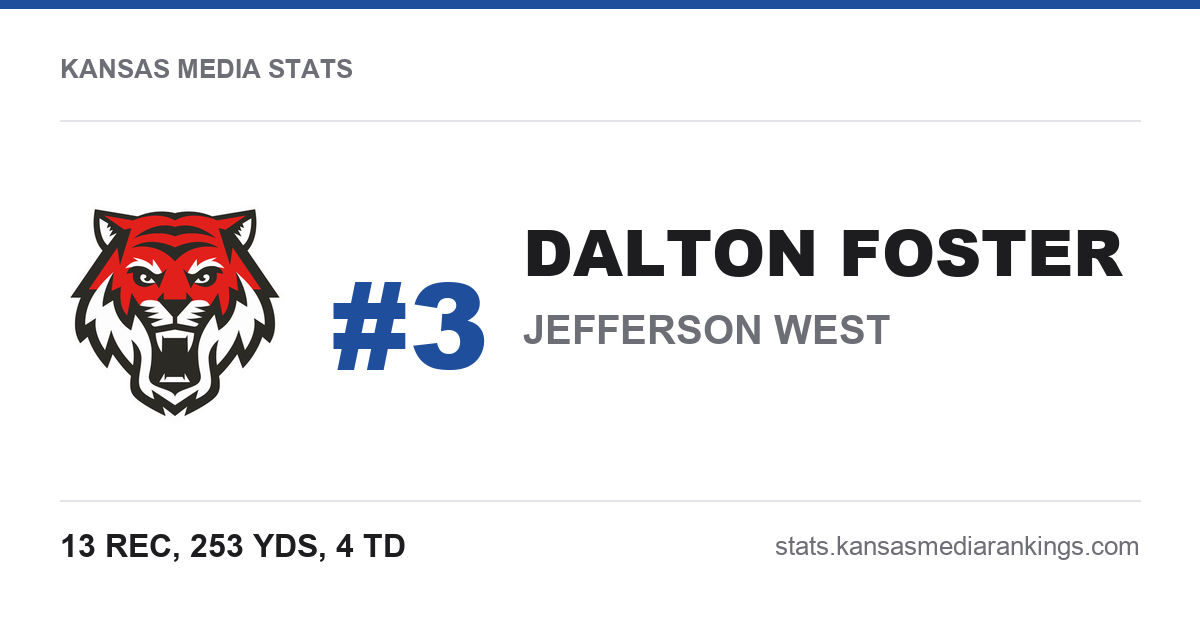 KANSAS MEDIA STATS
#3
DALTON FOSTER
JEFFERSON WEST
13 REC, 253 YDS, 4 TD
stats.kansasmediarankings.com